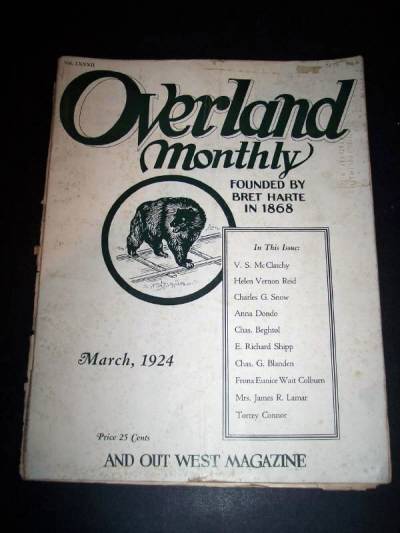 Vol. LXXXII
Overland
Monthly
FOUNDED BY
BRET HARTE
IN 1868
In This Issue:
V. S. McClatchy
Helen Vernon Reid
Charles G. Snow
Anna Dondo
Chas. Beghtol
E. Richard Shipp
Chas. G. Blanden
Frona Eunice Wait Colburn
Mrs. James R. Lamar
Torrey Connor
March, 1924
Price 25 Cents
AND OUT WEST MAGAZINE